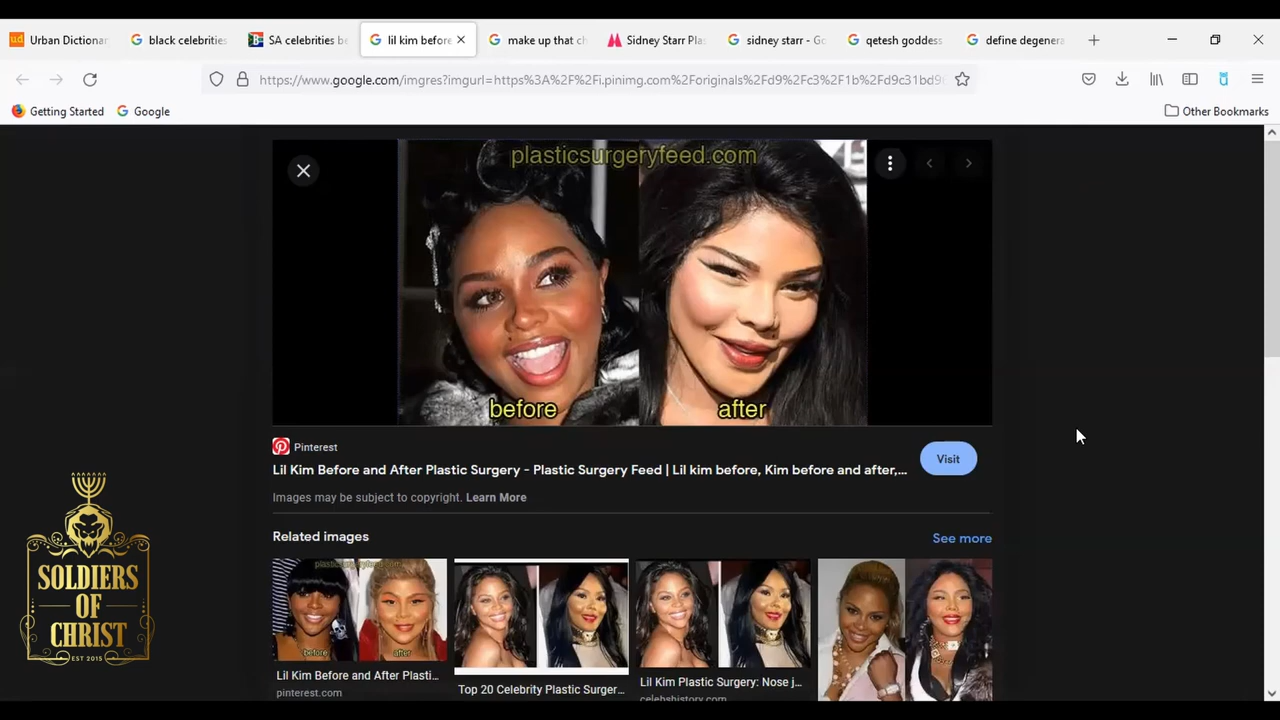 Urban Dictionar
black celebrities
SA celebrities be
lil kim before
make up that ch
Sidney Starr Pla
sidney starr - Go
qetesh goddess
define degenera
https://www.google.com/imgres?imgurl=https%3A%2F%2Fi.pinimg.com%2Foriginals%2Fd9%2Fc3%2F1b%2Fd9c31bd9
Getting Started
Google
Other Bookmarks
plasticsurgeryfeed.com
before
after
Pinterest
Lil Kim Before and After Plastic Surgery - Plastic Surgery Feed | Lil kim before, Kim before and after,...
Visit
Images may be subject to copyright. Learn More
Related images
See more
plasticsurgeryfeed.com
before
after
Lil Kim Before and After Plasti...
pinterest.com
Top 20 Celebrity Plastic Surger...
Lil Kim Plastic Surgery: Nose j...
celebshistory.com
SOLDIERS
OF
CHRIST
EST 2015